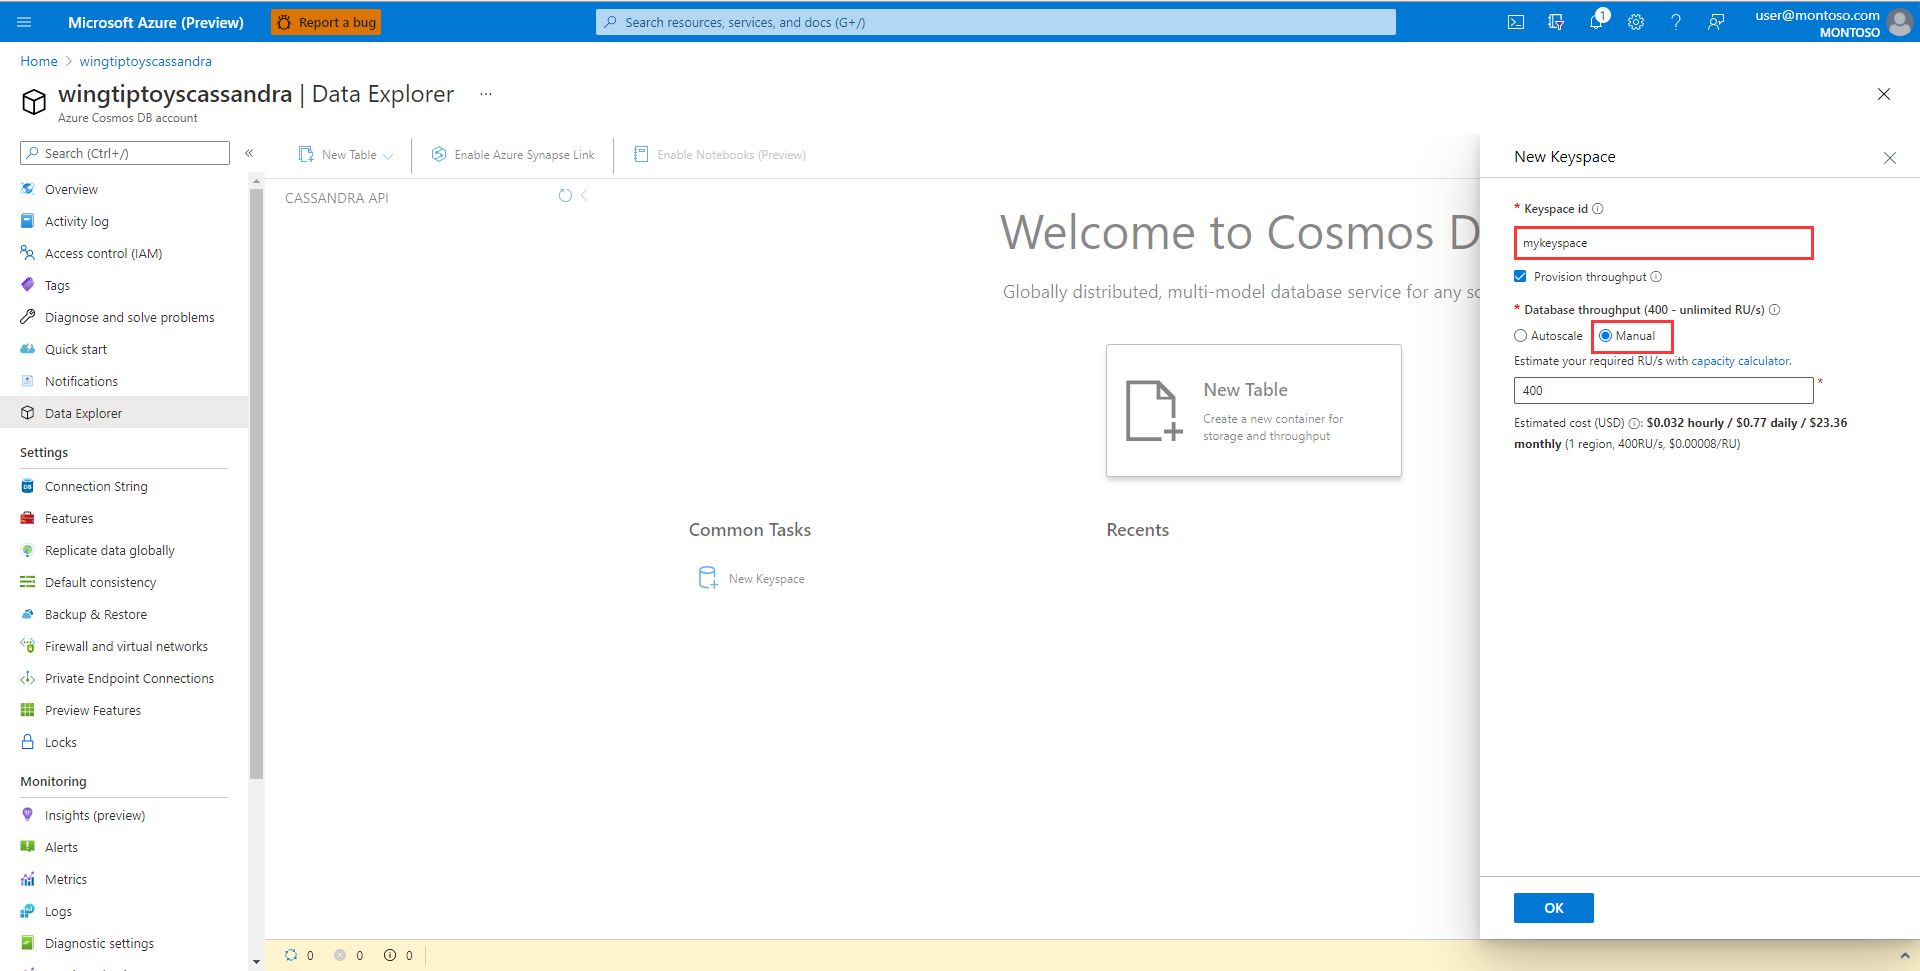 Microsoft Azure (Preview)
Report a bug
Search resources, services, and docs (G+/)
1
user@montoso.com
MONTOSO
Home > wingtiptoyscassandra
wingtiptoyscassandra | Data Explorer ...
Azure Cosmos DB account
Search (Ctrl+/)
«
Overview
Activity log
Access control (IAM)
Tags
Diagnose and solve problems
Quick start
Notifications
Data Explorer
Settings
Connection String
Features
Replicate data globally
Default consistency
Backup & Restore
Firewall and virtual networks
Private Endpoint Connections
Preview Features
Locks
Monitoring
Insights (preview)
Alerts
Metrics
Logs
Diagnostic settings
New Table
Enable Azure Synapse Link
Enable Notebooks (Preview)
CASSANDRA API
Welcome to Cosmos D
Globally distributed, multi-model database service for any sc
New Table
Create a new container for
storage and throughput
Common Tasks
New Keyspace
Recents
0 0 0
New Keyspace
* Keyspace id
mykeyspace
Provision throughput
* Database throughput (400 - unlimited RU/s)
Autoscale Manual
Estimate your required RU/s with capacity calculator.
400 *
Estimated cost (USD) : $0.032 hourly / $0.77 daily / $23.36
monthly (1 region, 400RU/s, $0.00008/RU)
OK